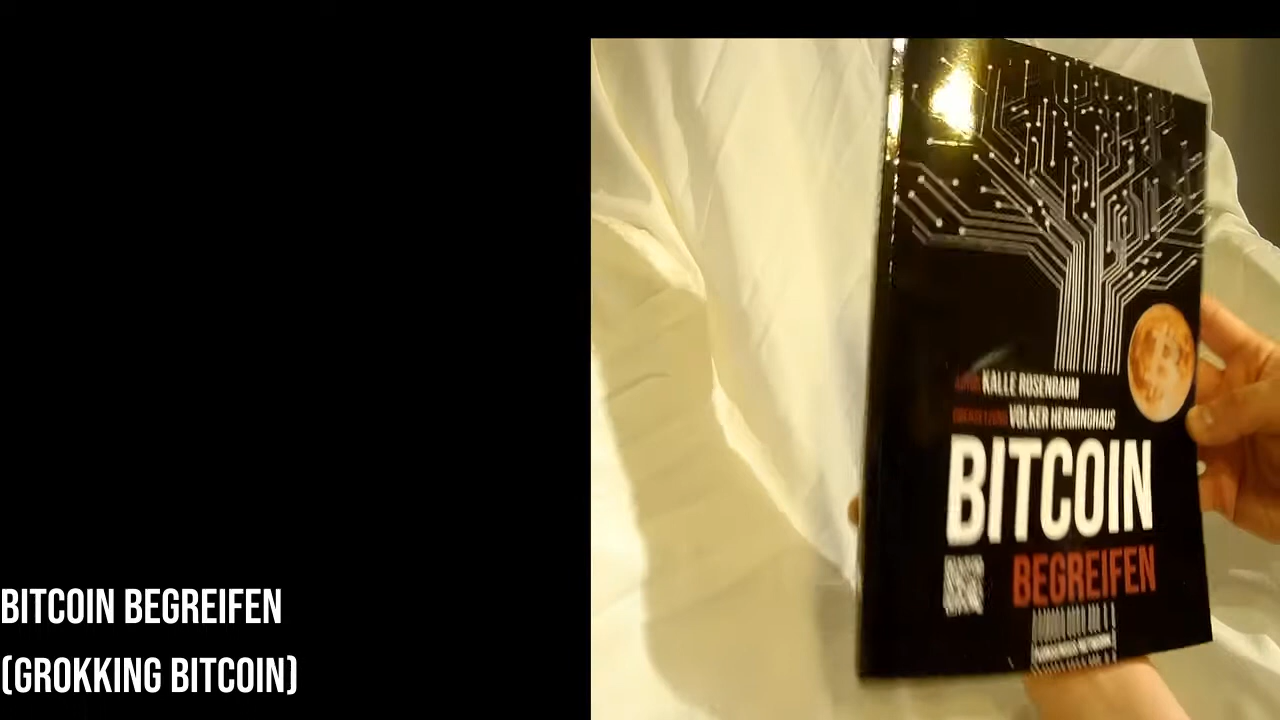 BITCOIN BEGREIFEN
(GROKKING BITCOIN)
KALLE ROSENBAUM
VOLKER HERMINGHAUS
BITCOIN
BEGREIFEN